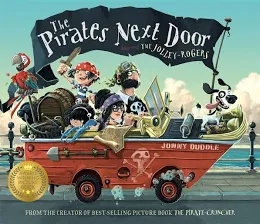 The
Pirates Next Door
STARRING
THE JOLLEY-ROGERS
JONNY DUDDLE
FROM THE CREATOR OF BEST-SELLING PICTURE BOOK THE PIRATE-CRUNCHER